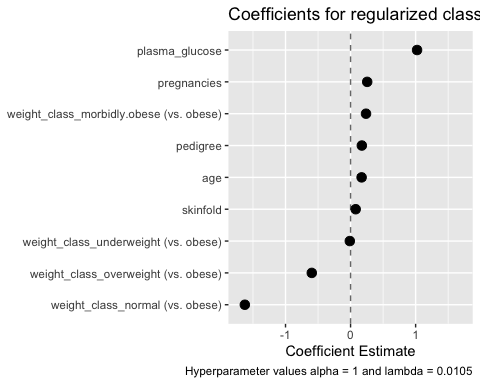 Coefficients for regularized class
plasma_glucose
pregnancies
weight_class_morbidly.obese (vs. obese)
pedigree
age
skinfold
weight_class_underweight (vs. obese)
weight_class_overweight (vs. obese)
weight_class_normal (vs. obese)
-1 0 1
Coefficient Estimate
Hyperparameter values alpha = 1 and lambda = 0.0105